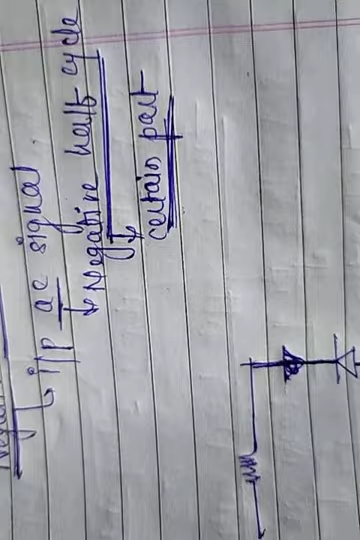 ↳ i/p ac signal
↳ Negative half cycle
↓
certain part